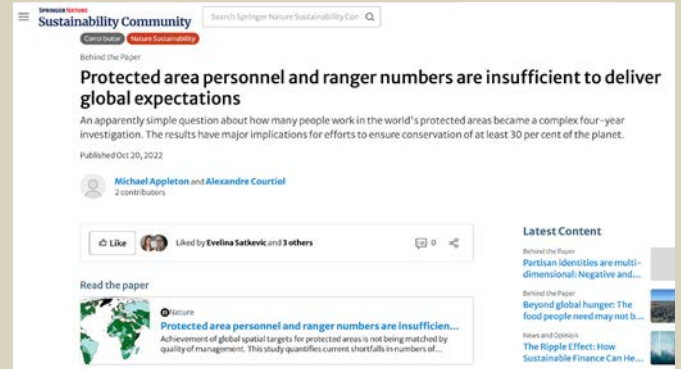 SPRINGER NATURE
Sustainability Community
Search Springer Nature Sustainability Cor
Contributor Nature Sustainability
Behind the Paper
Protected area personnel and ranger numbers are insufficient to deliver
global expectations
An apparently simple question about how many people work in the world's protected areas became a complex four-year
investigation. The results have major implications for efforts to ensure conservation of at least 30 per cent of the planet.
Published Oct 20, 2022
Michael Appleton and Alexandre Courtiol
2 contributors
Like
Liked by Evelina Satkevic and 3 others
0
Read the paper
n Nature
Protected area personnel and ranger numbers are insufficien...
Achievement of global spatial targets for protected areas is not being matched by
quality of management. This study quantifies current shortfalls in numbers of...
Latest Content
Behind the Paper
Partisan identities are multi-
dimensional: Negative and...
Behind the Paper
Beyond global hunger: The
food people need may not b...
News and Opinion
The Ripple Effect: How
Sustainable Finance Can He...